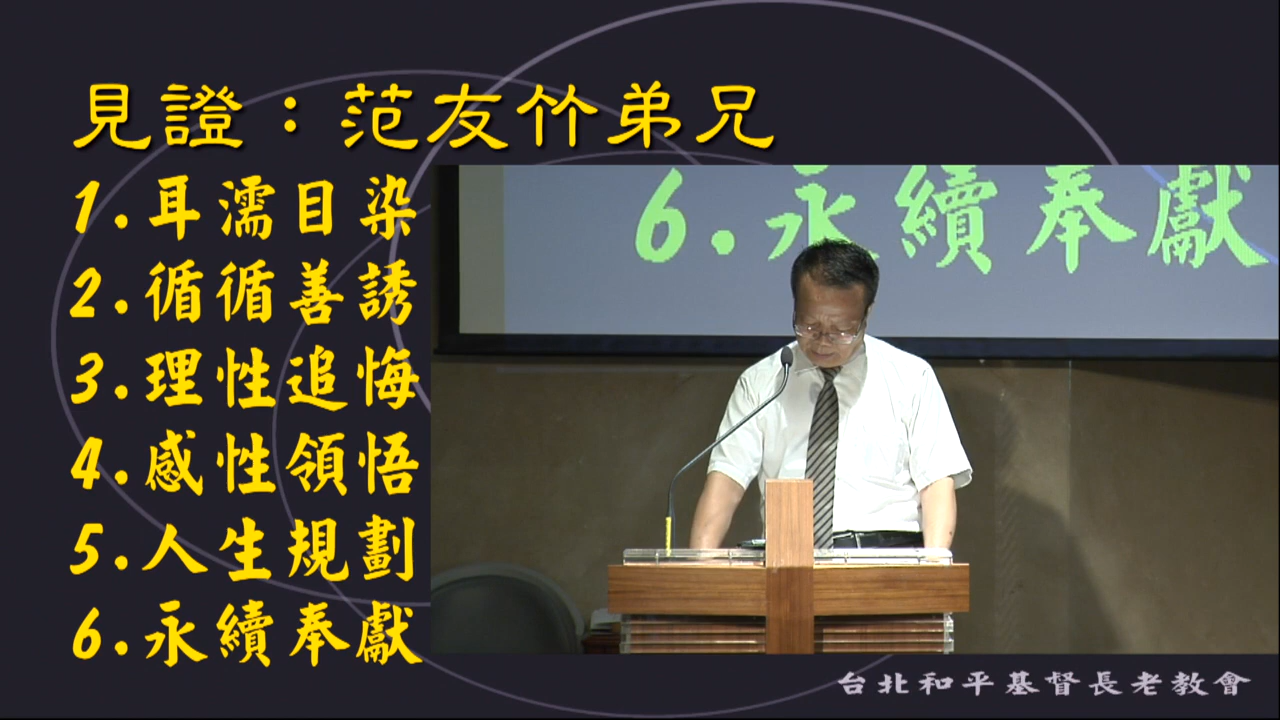 見證：范友竹弟兄
1.耳濡目染
2.循循善誘
3.理性追悔
4.感性領悟
5.人生規劃
6.永續奉獻
6.永續奉獻
台北和平基督長老教會